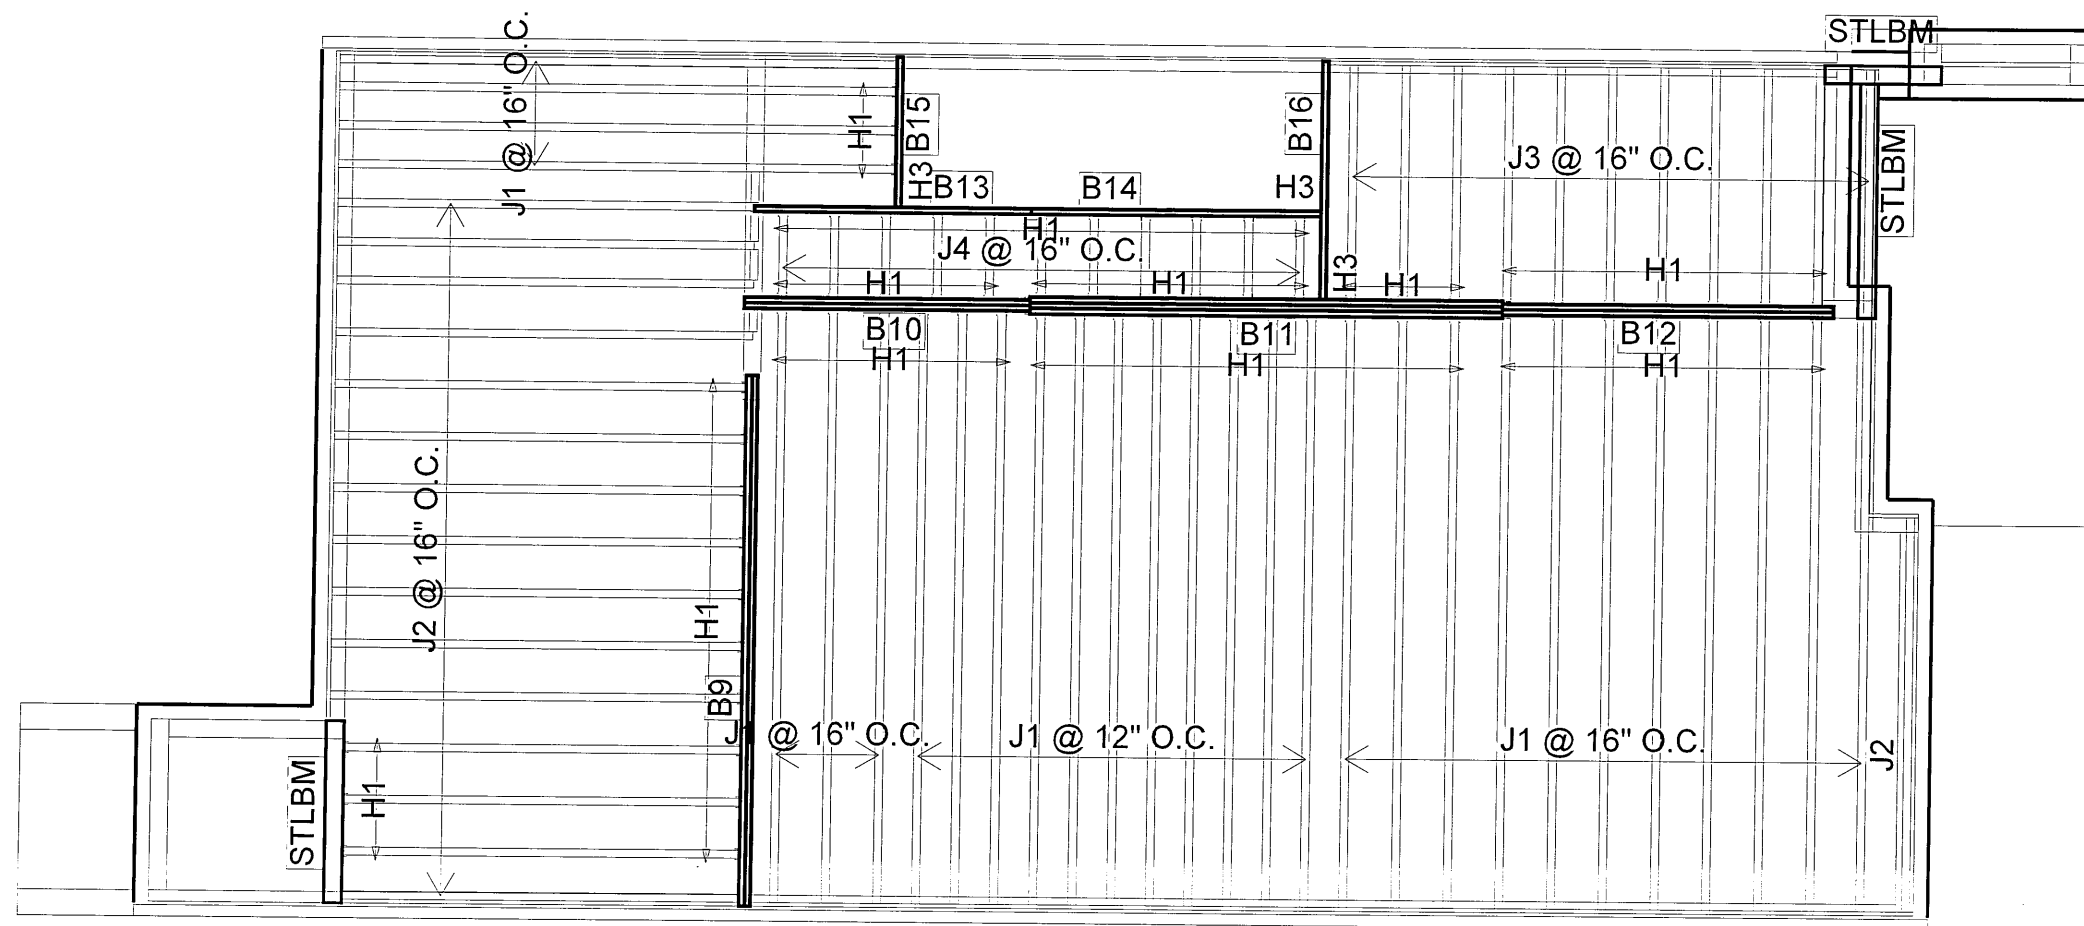 STLBM
J1 @ 16" O.C.
H1
B15
B16
STLBM
J3 @ 16" O.C.
H3
B13
B14
H3
H1
J4 @ 16" O.C.
H1
H1
H3
H1
H1
B10
B11
B12
H1
H1
H1
J2 @ 16" O.C.
H1
B9
@ 16" O.C.
J1 @ 12" O.C.
J1 @ 16" O.C.
J2
STLBM
H1